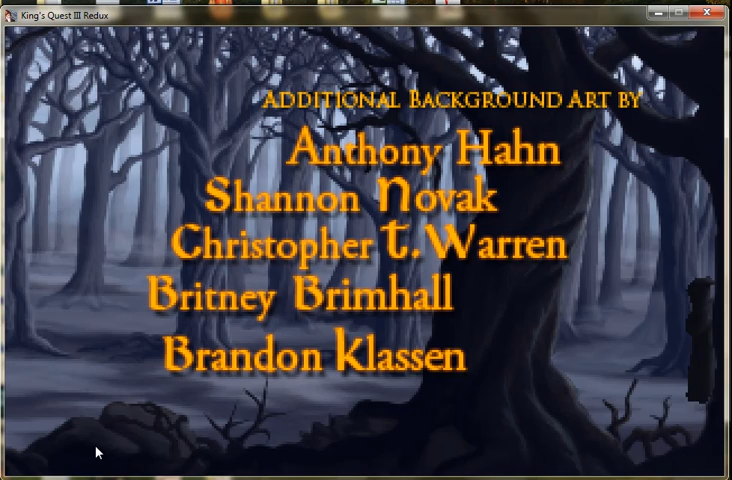 King's Quest III Redux
Additional Background Art by
Anthony Hahn
Shannon Novak
Christopher T. Warren
Britney Brimhall
Brandon Klassen